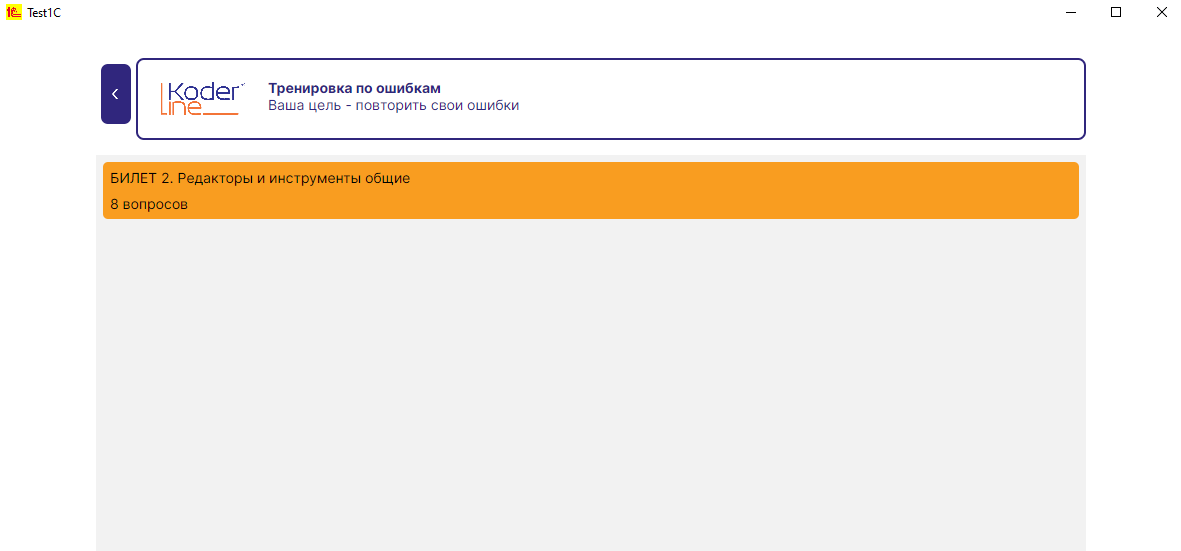 Test1C
Koder
line
Тренировка по ошибкам
Ваша цель - повторить свои ошибки
БИЛЕТ 2. Редакторы и инструменты общие
8 вопросов